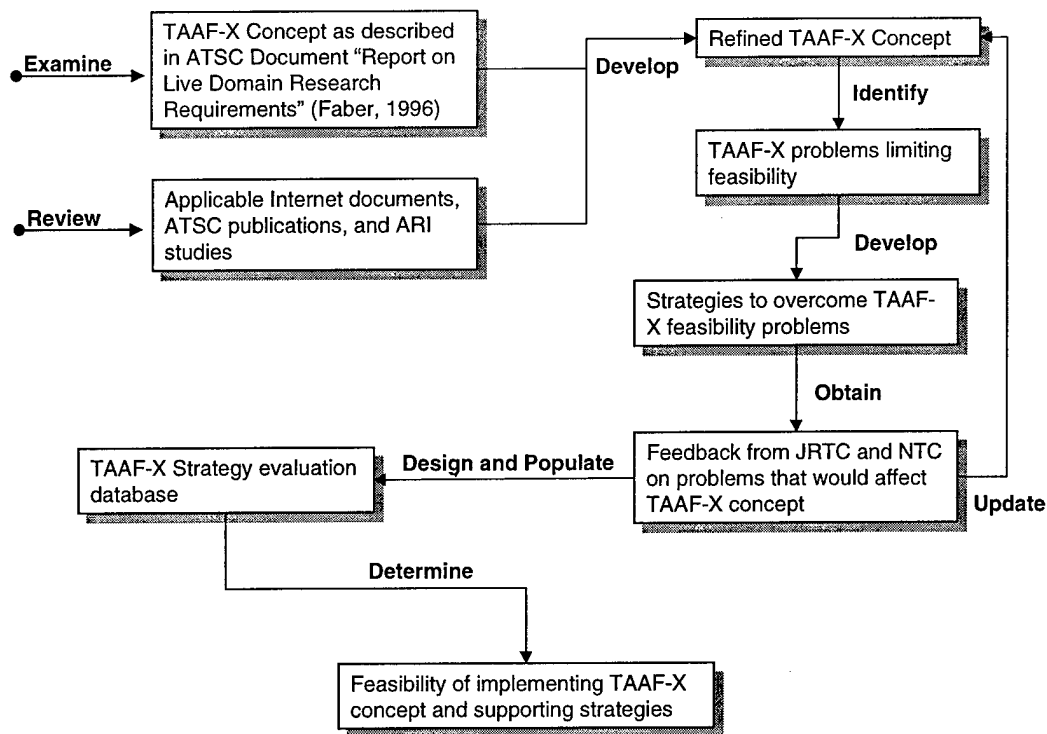 Examine
TAAF-X Concept as described
in ATSC Document “Report on
Live Domain Research
Requirements” (Faber, 1996)
Review
Applicable Internet documents,
ATSC publications, and ARI
studies
Develop
Refined TAAF-X Concept
Identify
TAAF-X problems limiting
feasibility
Develop
Strategies to overcome TAAF-
X feasibility problems
Obtain
Feedback from JRTC and NTC
on problems that would affect
TAAF-X concept
Update
Design and Populate
TAAF-X Strategy evaluation
database
Determine
Feasibility of implementing TAAF-X
concept and supporting strategies